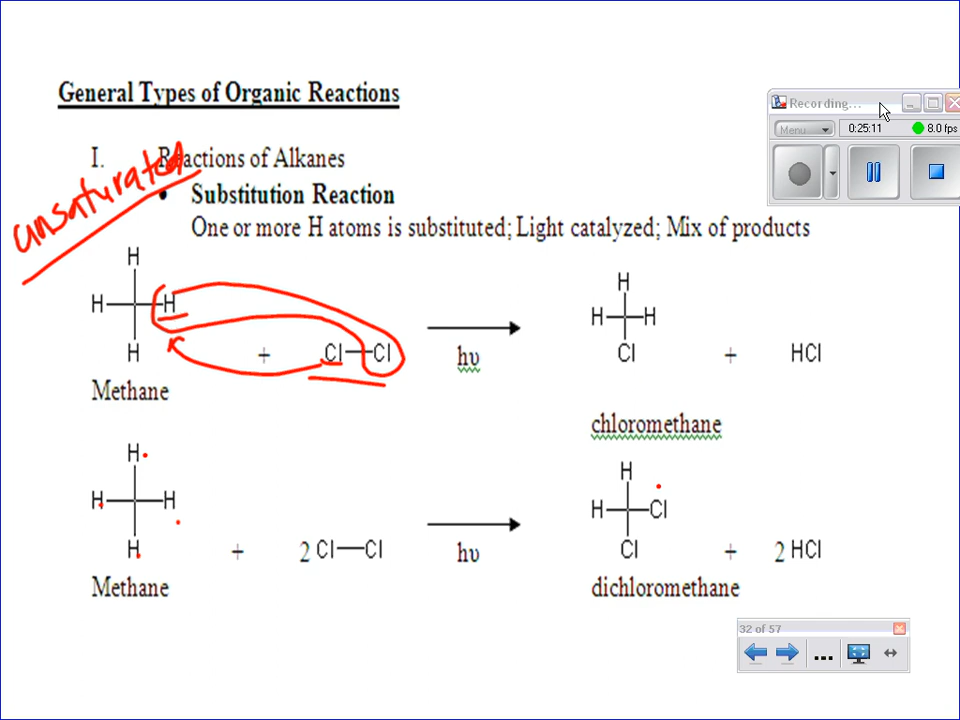 General Types of Organic Reactions
Recording...
Menu
0:25:11
8.0 fps
I. Reactions of Alkanes
unsaturated
• Substitution Reaction
One or more H atoms is substituted; Light catalyzed; Mix of products
H
H H
H + Cl Cl
hυ
Methane
H
H H
Cl + HCl
chloromethane
H
H H
H + 2 Cl Cl
hυ
Methane
H
H Cl
Cl + 2 HCl
dichloromethane
32 of 57
...